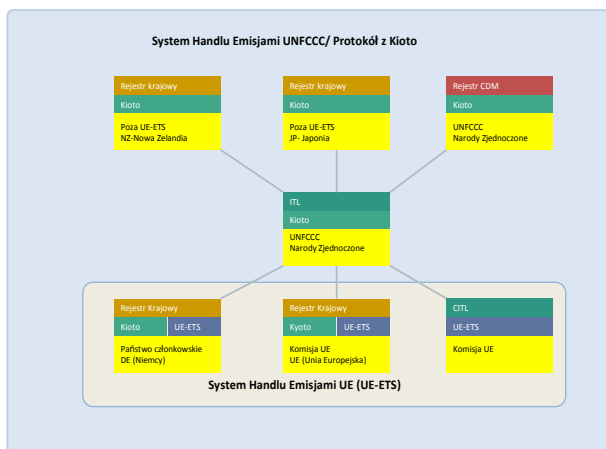 System Handlu Emisjami UNFCCC/ Protokół z Kioto
Rejestr krajowy
Kioto
Poza UE-ETS
NZ-Nowa Zelandia
Rejestr krajowy
Kioto
Poza UE-ETS
JP- Japonia
Rejestr CDM
Kioto
UNFCCC
Narody Zjednoczone
ITL
Kioto
UNFCCC
Narody Zjednoczone
Rejestr Krajowy
Kioto UE-ETS
Państwo członkowskie
DE (Niemcy)
Rejestr Krajowy
Kyoto UE-ETS
Komisja UE
UE (Unia Europejska)
CITL
UE-ETS
Komisja UE
System Handlu Emisjami UE (UE-ETS)